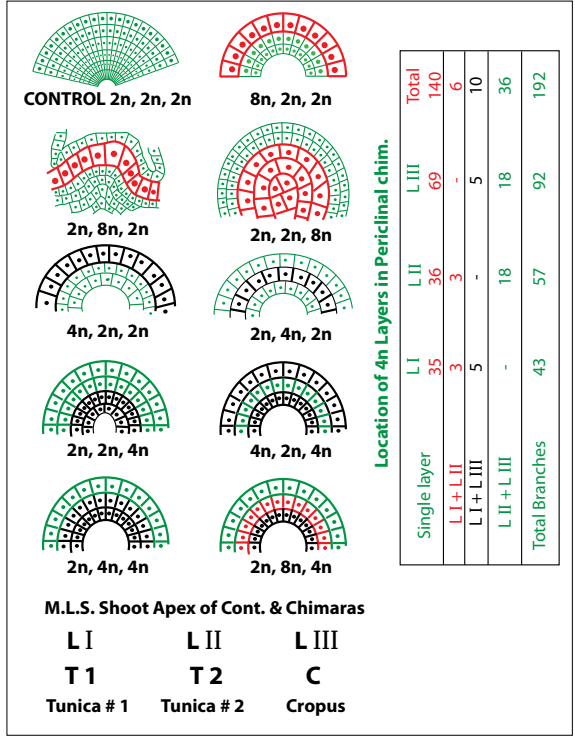 CONTROL 2n, 2n, 2n
8n, 2n, 2n
2n, 8n, 2n
2n, 2n, 8n
4n, 2n, 2n
2n, 4n, 2n
2n, 2n, 4n
4n, 2n, 4n
2n, 4n, 4n
2n, 8n, 4n
M.L.S. Shoot Apex of Cont. & Chimaras
L I L II L III
T 1 T 2 C
Tunica # 1 Tunica # 2 Cropus
Location of 4n Layers in Periclinal chim.
L I L II L III Total
Single layer 35 36 69 140
L I + L II 3 3 - 6
L I + L III 5 - 5 10
L II + L III - 18 18 36
Total Branches 43 57 92 192